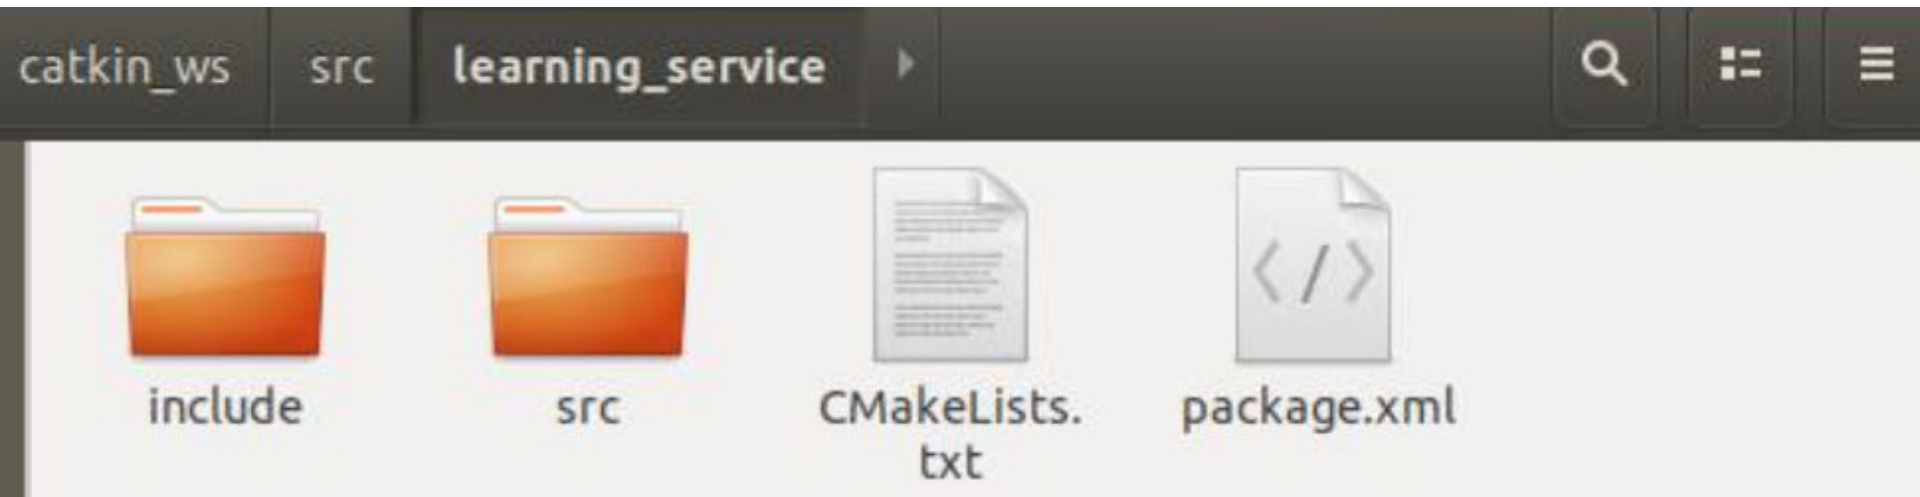 catkin_ws src learning_service
include src CMakeLists. package.xml
txt